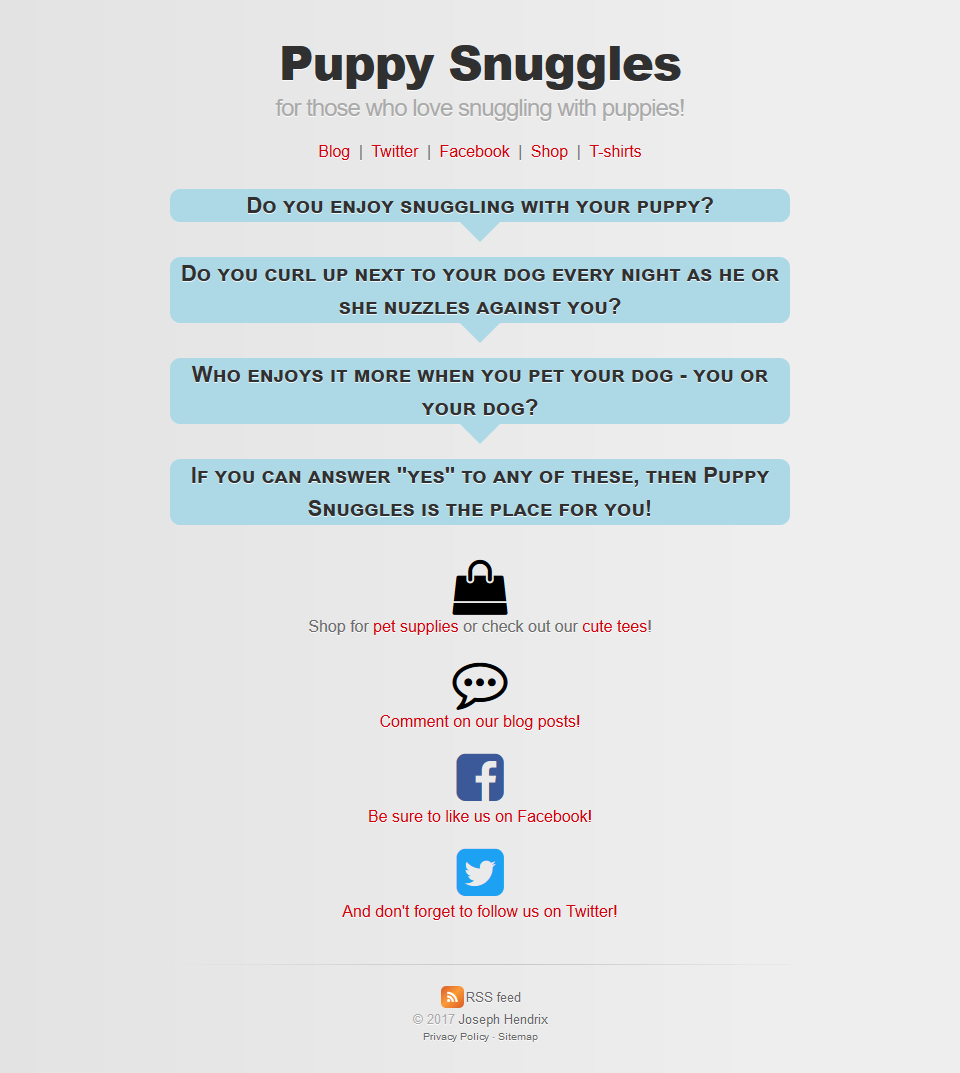 Puppy Snuggles
for those who love snuggling with puppies!
Blog | Twitter | Facebook | Shop | T-shirts
Do you enjoy snuggling with your puppy?
Do you curl up next to your dog every night as he or
she nuzzles against you?
Who enjoys it more when you pet your dog - you or
your dog?
If you can answer "yes" to any of these, then Puppy
Snuggles is the place for you!
Shop for pet supplies or check out our cute tees!
Comment on our blog posts!
Be sure to like us on Facebook!
And don't forget to follow us on Twitter!
RSS feed
© 2017 Joseph Hendrix
Privacy Policy - Sitemap